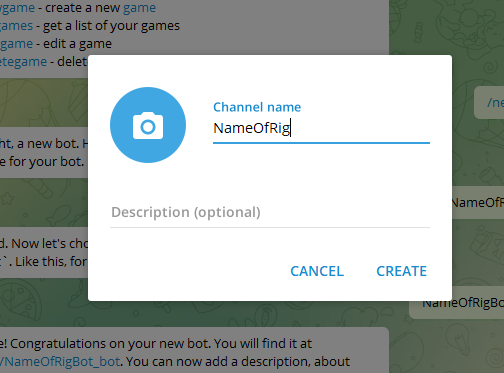 game - create a new game
games - get a list of your games
game - edit a game
etegame - delet
Channel name
NameOfRig
/ne
ht, a new bot. H
e for your bot.
Description (optional)
NameOfR
d. Now let's cho
t`. Like this, for
CANCEL CREATE
NameOfRigBo
e! Congratulations on your new bot. You will find it at
/NameOfRigBot_bot. You can now add a description, about